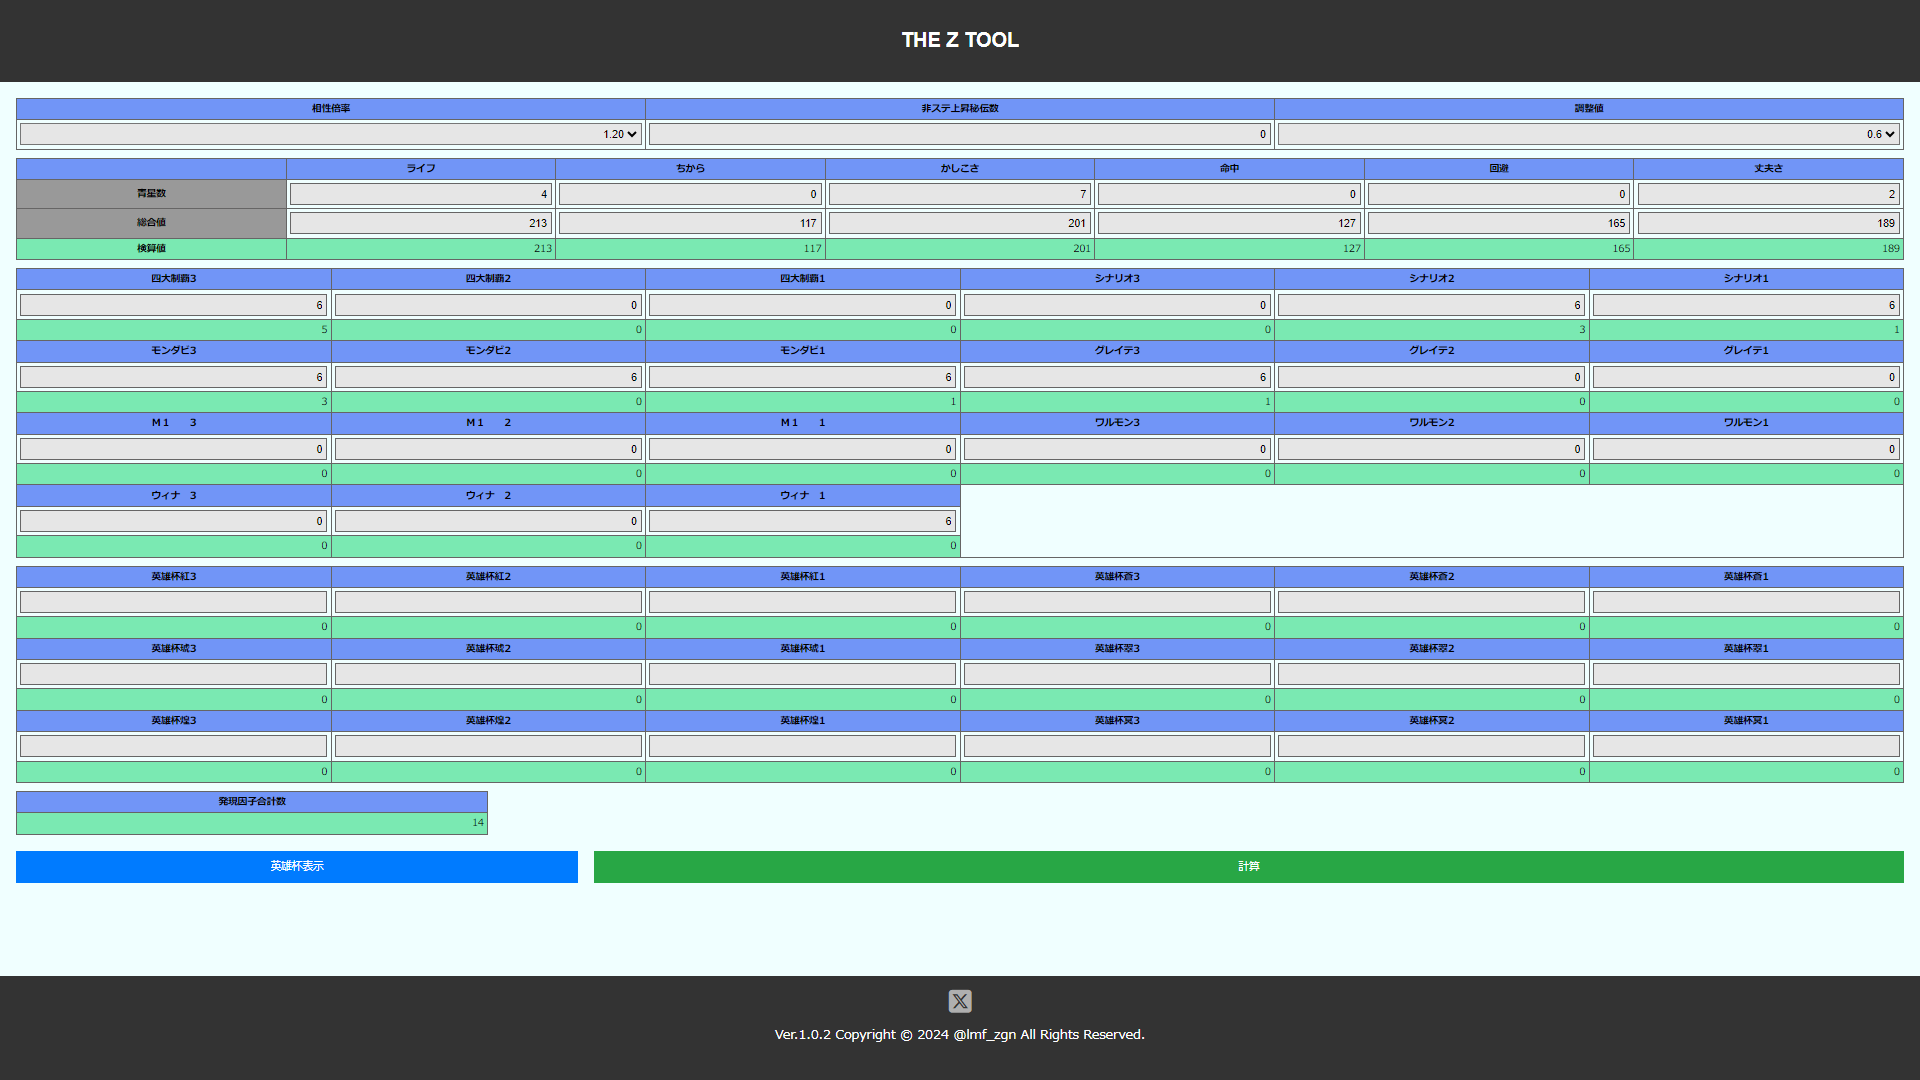 THE Z TOOL
相性倍率 非ステ上昇秘伝数 調整値
1.20 0 0.6
ライフ ちから かしこさ 命中 回避 丈夫さ
青星数 4 0 7 0 0 2
総合値 213 117 201 127 165 189
検算値 213 117 201 127 165 189
四大制覇3 四大制覇2 四大制覇1 シナリオ3 シナリオ2 シナリオ1
6 0 0 0 6 6
5 0 0 0 3 1
モンダビ3 モンダビ2 モンダビ1 グレイテ3 グレイテ2 グレイテ1
6 6 6 6 0 0
3 0 1 1 0 0
M１　　3 M１　　2 M１　　1 ワルモン3 ワルモン2 ワルモン1
0 0 0 0 0 0
0 0 0 0 0 0
ウィナ　3 ウィナ　2 ウィナ　1
0 0 6
0 0 0
英雄杯紅3 英雄杯紅2 英雄杯紅1 英雄杯蒼3 英雄杯蒼2 英雄杯蒼1
0 0 0 0 0 0
英雄杯琥3 英雄杯琥2 英雄杯琥1 英雄杯翠3 英雄杯翠2 英雄杯翠1
0 0 0 0 0 0
英雄杯煌3 英雄杯煌2 英雄杯煌1 英雄杯冥3 英雄杯冥2 英雄杯冥1
0 0 0 0 0 0
発現因子合計数
14
英雄杯表示 計算
Ver.1.0.2 Copyright © 2024 @lmf_zgn All Rights Reserved.